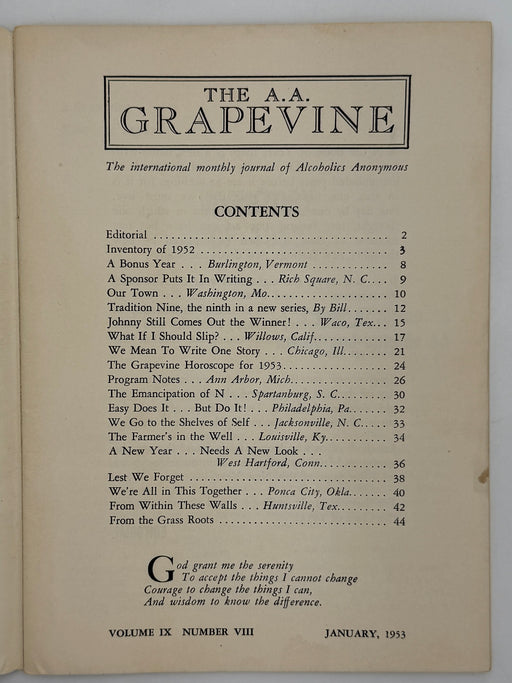 THE A.A.
GRAPEVINE
The international monthly journal of Alcoholics Anonymous
CONTENTS
Editorial ........ 2
Inventory of 1952 ........ 3
A Bonus Year . . . Burlington, Vermont ........ 8
A Sponsor Puts It In Writing . . . Rich Square, N. C. ... 9
Our Town . . . Washington, Mo. ........ 10
Tradition Nine, the ninth in a new series, By Bill ........ 12
Johnny Still Comes Out the Winner! . . . Waco, Tex. .. 15
What If I Should Slip? . . . Willows, Calif. ........ 17
We Mean To Write One Story . . . Chicago, Ill. ........ 21
The Grapevine Horoscope for 1953 ........ 24
Program Notes . . . Ann Arbor, Mich. ........ 26
The Emancipation of N . . . Spartanburg, S. C. ........ 30
Easy Does It . . . But Do It! . . . Philadelphia, Pa. ........ 32
We Go to the Shelves of Self . . . Jacksonville, N. C. .... 33
The Farmer's in the Well . . . Louisville, Ky. ........ 34
A New Year . . . Needs A New Look . . .
West Hartford, Conn. ........ 36
Lest We Forget ........ 38
We're All in This Together . . . Ponca City, Okla. ....... 40
From Within These Walls . . . Huntsville, Tex. ........ 42
From the Grass Roots ........ 44
God grant me the serenity
To accept the things I cannot change
Courage to change the things I can,
And wisdom to know the difference.
VOLUME IX NUMBER VIII JANUARY, 1953